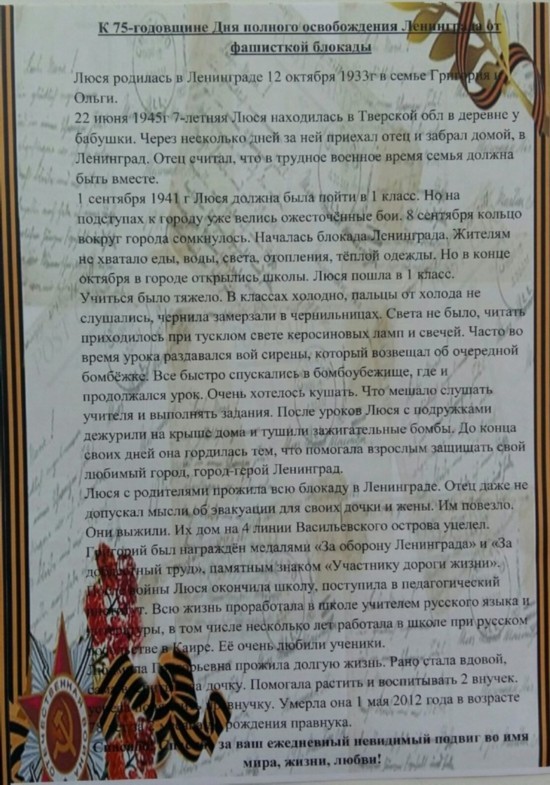 К 75-годовщине Дня полного освобождения Ленинграда от
фашисткой блокады
Люся родилась в Ленинграде 12 октября 1933г в семье Григория и
Ольги.
22 июня 1945г 7-летняя Люся находилась в Тверской обл в деревне у
бабушки. Через несколько дней за ней приехал отец и забрал домой, в
Ленинград. Отец считал, что в трудное военное время семья должна
быть вместе.
1 сентября 1941 г Люся должна была пойти в 1 класс. Но на
подступах к городу уже велись ожесточённые бои. 8 сентября кольцо
вокруг города сомкнулось. Началась блокада Ленинграда. Жителям
не хватало еды, воды, света, отопления, тёплой одежды. Но в конце
октября в городе открылись школы. Люся пошла в 1 класс.
Учиться было тяжело. В классах холодно, пальцы от холода не
слушались, чернила замерзали в чернильницах. Света не было, читать
приходилось при тусклом свете керосиновых ламп и свечей. Часто во
время урока раздавался вой сирены, который возвещал об очередной
бомбёжке. Все быстро спускались в бомбоубежище, где и
продолжался урок. Очень хотелось кушать. Что мешало слушать
учителя и выполнять задания. После уроков Люся с подружками
дежурили на крыше дома и тушили зажигательные бомбы. До конца
своих дней она гордилась тем, что помогала взрослым защищать свой
любимый город, город-герой Ленинград.
Люся с родителями прожила всю блокаду в Ленинграде. Отец даже не
допускал мысли об эвакуации для своих дочки и жены. Им повезло.
Они выжили. Их дом на 4 линии Васильевского острова уцелел.
Григорий был награждён медалями «За оборону Ленинграда» и «За
доблестный труд», памятным знаком «Участнику дороги жизни».
После войны Люся окончила школу, поступила в педагогический
институт. Всю жизнь проработала в школе учителем русского языка и
литературы, в том числе несколько лет работала в школе при русском
посольстве в Каире. Её очень любили ученики.
Людмила Григорьевна прожила долгую жизнь. Рано стала вдовой,
дочку. Помогала растить и воспитывать 2 внучек.
правнучку. Умерла она 1 мая 2012 года в возрасте
рождения правнука.
Спасибо за ваш ежедневный невидимый подвиг во имя
мира, жизни, любви!
ОТЕЧЕСТВЕННАЯ ВОЙНА